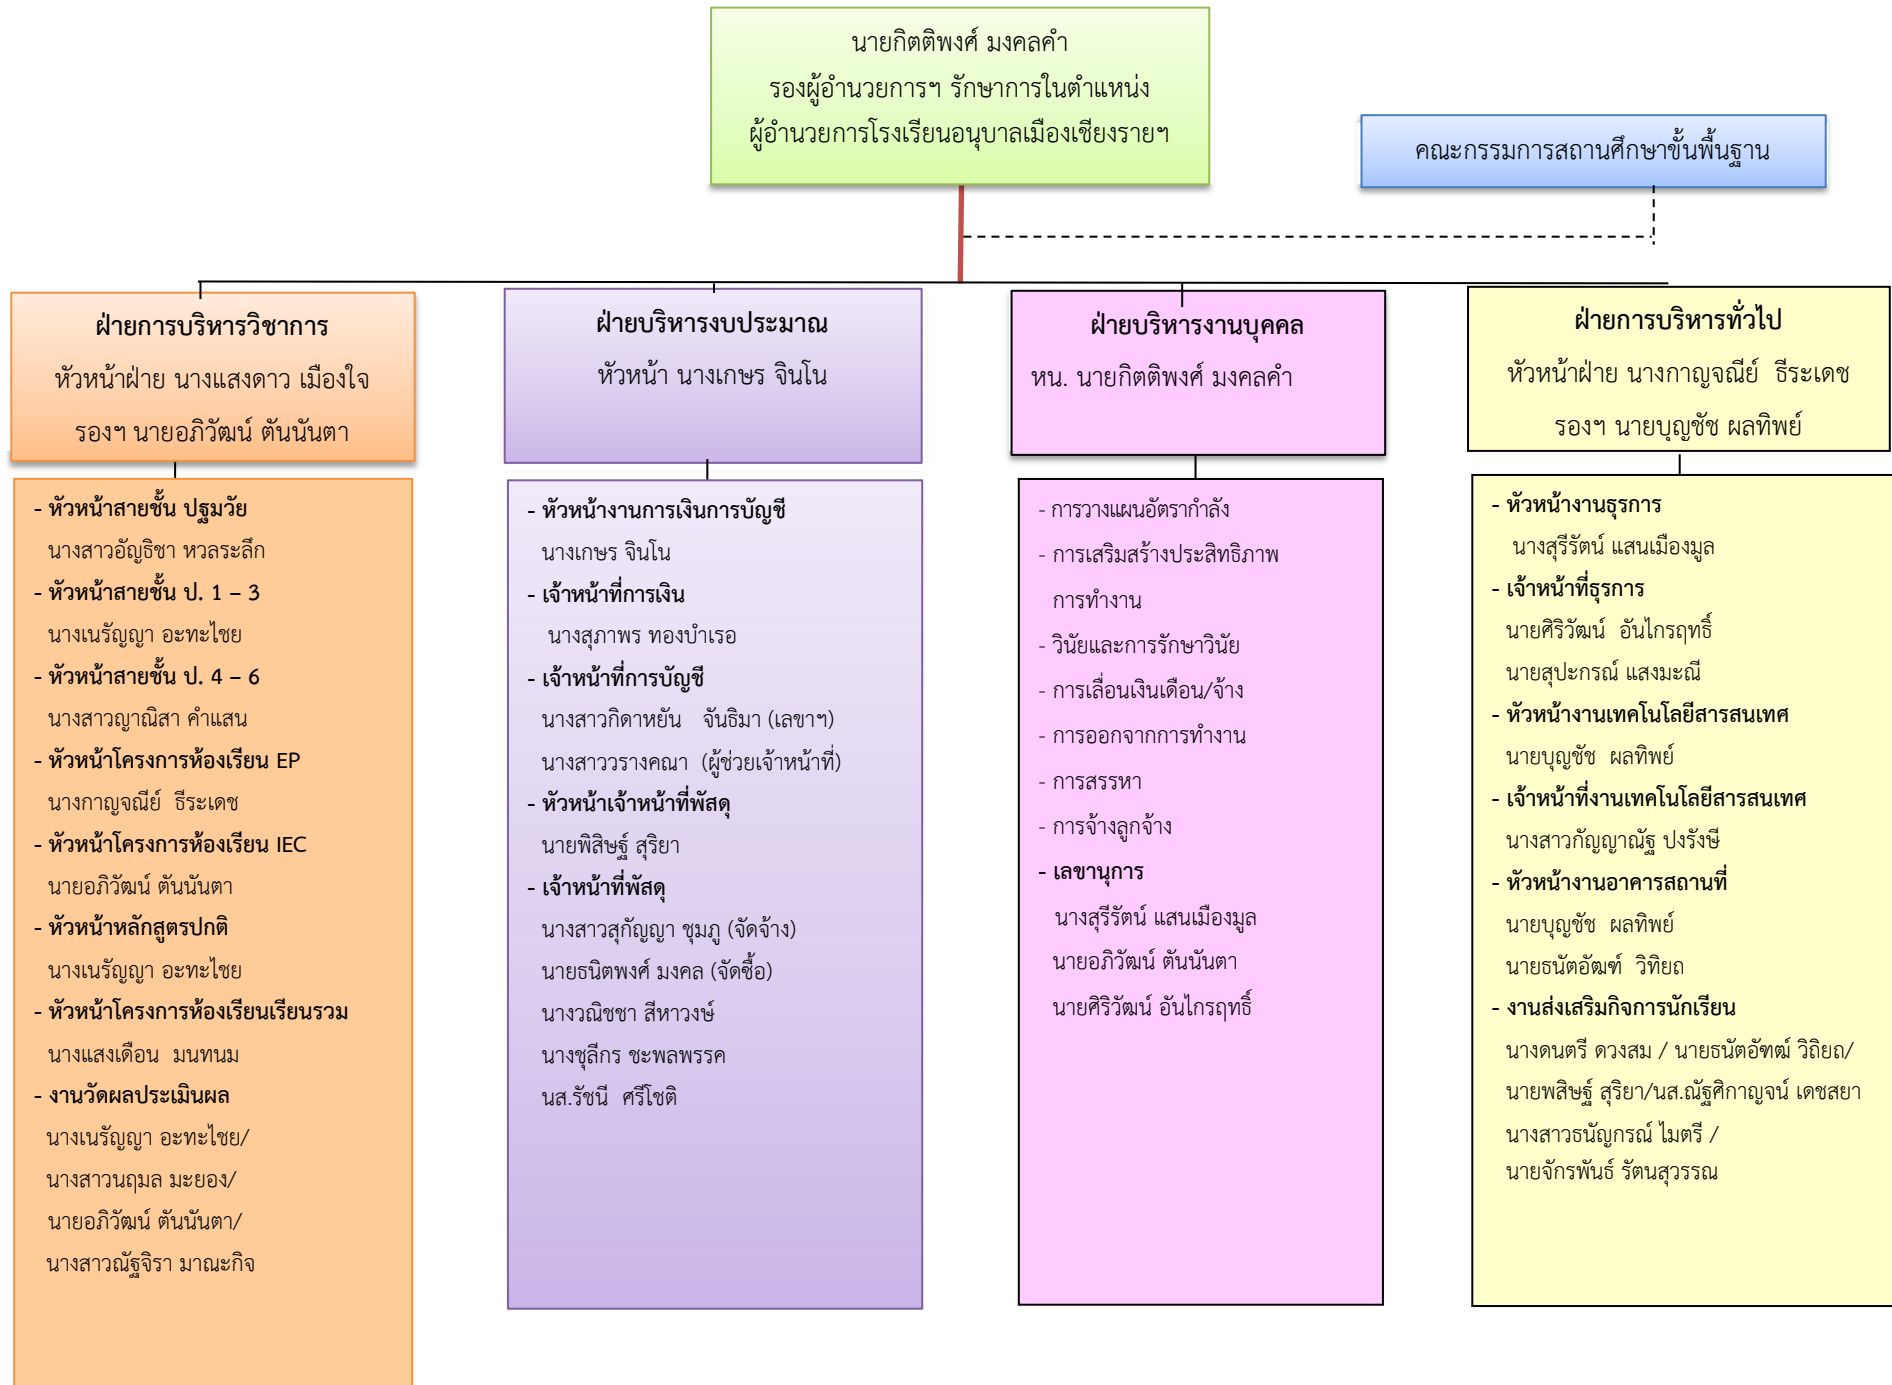 นายกิตติพงศ์ มงคลคำ
รองผู้อำนวยการฯ รักษาการในตำแหน่ง
ผู้อำนวยการโรงเรียนอนุบาลเมืองเชียงรายฯ
คณะกรรมการสถานศึกษาขั้นพื้นฐาน
ฝ่ายการบริหารวิชาการ
หัวหน้าฝ่าย นางแสงดาว เมืองใจ
รองฯ นายอภิวัฒน์ ตันนันตา
- หัวหน้าสายชั้น ปฐมวัย
นางสาวอัญธิชา หวลระลึก
- หัวหน้าสายชั้น ป. 1 – 3
นางเนรัญญา อะทะไชย
- หัวหน้าสายชั้น ป. 4 – 6
นางสาวญาณิสา คำแสน
- หัวหน้าโครงการห้องเรียน EP
นางกาญจณีย์ ธีระเดช
- หัวหน้าโครงการห้องเรียน IEC
นายอภิวัฒน์ ตันนันตา
- หัวหน้าหลักสูตรปกติ
นางเนรัญญา อะทะไชย
- หัวหน้าโครงการห้องเรียนเรียนรวม
นางแสงเดือน มนทนม
- งานวัดผลประเมินผล
นางเนรัญญา อะทะไชย/
นางสาวนฤมล มะยอง/
นายอภิวัฒน์ ตันนันตา/
นางสาวณัฐจิรา มาณะกิจ
ฝ่ายบริหารงบประมาณ
หัวหน้า นางเกษร จินโน
- หัวหน้างานการเงินการบัญชี
นางเกษร จินโน
- เจ้าหน้าที่การเงิน
นางสุภาพร ทองบำเรอ
- เจ้าหน้าที่การบัญชี
นางสาวกิดาหยัน จันธิมา (เลขาฯ)
นางสาววรางคณา (ผู้ช่วยเจ้าหน้าที่)
- หัวหน้าเจ้าหน้าที่พัสดุ
นายพิสิษฐ์ สุริยา
- เจ้าหน้าที่พัสดุ
นางสาวสุกัญญา ชุมภู (จัดจ้าง)
นายธนิตพงศ์ มงคล (จัดซื้อ)
นางวณิชชา สีหาวงษ์
นางชุลีกร ชะพลพรรค
นส.รัชนี ศรีโชติ
ฝ่ายบริหารงานบุคคล
หน. นายกิตติพงศ์ มงคลคำ
- การวางแผนอัตรากำลัง
- การเสริมสร้างประสิทธิภาพ
การทำงาน
- วินัยและการรักษาวินัย
- การเลื่อนเงินเดือน/จ้าง
- การออกจากการทำงาน
- การสรรหา
- การจ้างลูกจ้าง
- เลขานุการ
นางสุรีรัตน์ แสนเมืองมูล
นายอภิวัฒน์ ตันนันตา
นายศิริวัฒน์ อันไกรฤทธิ์
ฝ่ายการบริหารทั่วไป
หัวหน้าฝ่าย นางกาญจณีย์ ธีระเดช
รองฯ นายบุญชัช ผลทิพย์
- หัวหน้างานธุรการ
นางสุรีรัตน์ แสนเมืองมูล
- เจ้าหน้าที่ธุรการ
นายศิริวัฒน์ อันไกรฤทธิ์
นายสุปะกรณ์ แสงมะณี
- หัวหน้างานเทคโนโลยีสารสนเทศ
นายบุญชัช ผลทิพย์
- เจ้าหน้าที่งานเทคโนโลยีสารสนเทศ
นางสาวกัญญาณัฐ ปงรังษี
- หัวหน้างานอาคารสถานที่
นายบุญชัช ผลทิพย์
นายธนัตอัฒฑ์ วิทิยถ
- งานส่งเสริมกิจการนักเรียน
นางดนตรี ดวงสม / นายธนัตอัฑฒ์ วิถิยถ/
นายพสิษฐ์ สุริยา/นส.ณัฐศิกาญจน์ เดชสยา
นางสาวธนัญกรณ์ ไมตรี /
นายจักรพันธ์ รัตนสุวรรณ